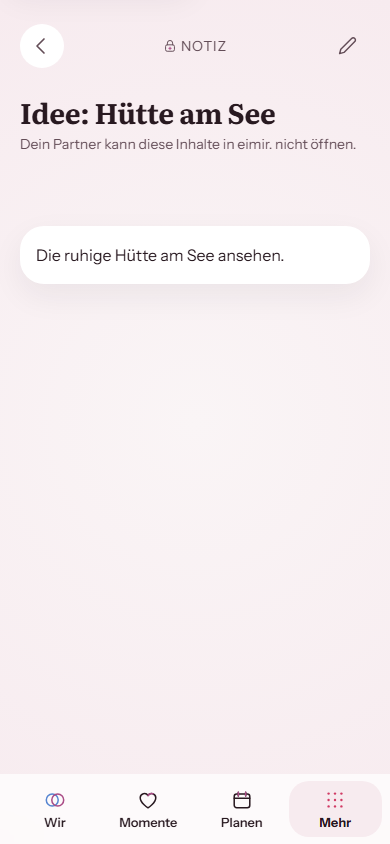 NOTIZ
Idee: Hütte am See
Dein Partner kann diese Inhalte in eimir. nicht öffnen.
Die ruhige Hütte am See ansehen.
Wir
Momente
Planen
Mehr